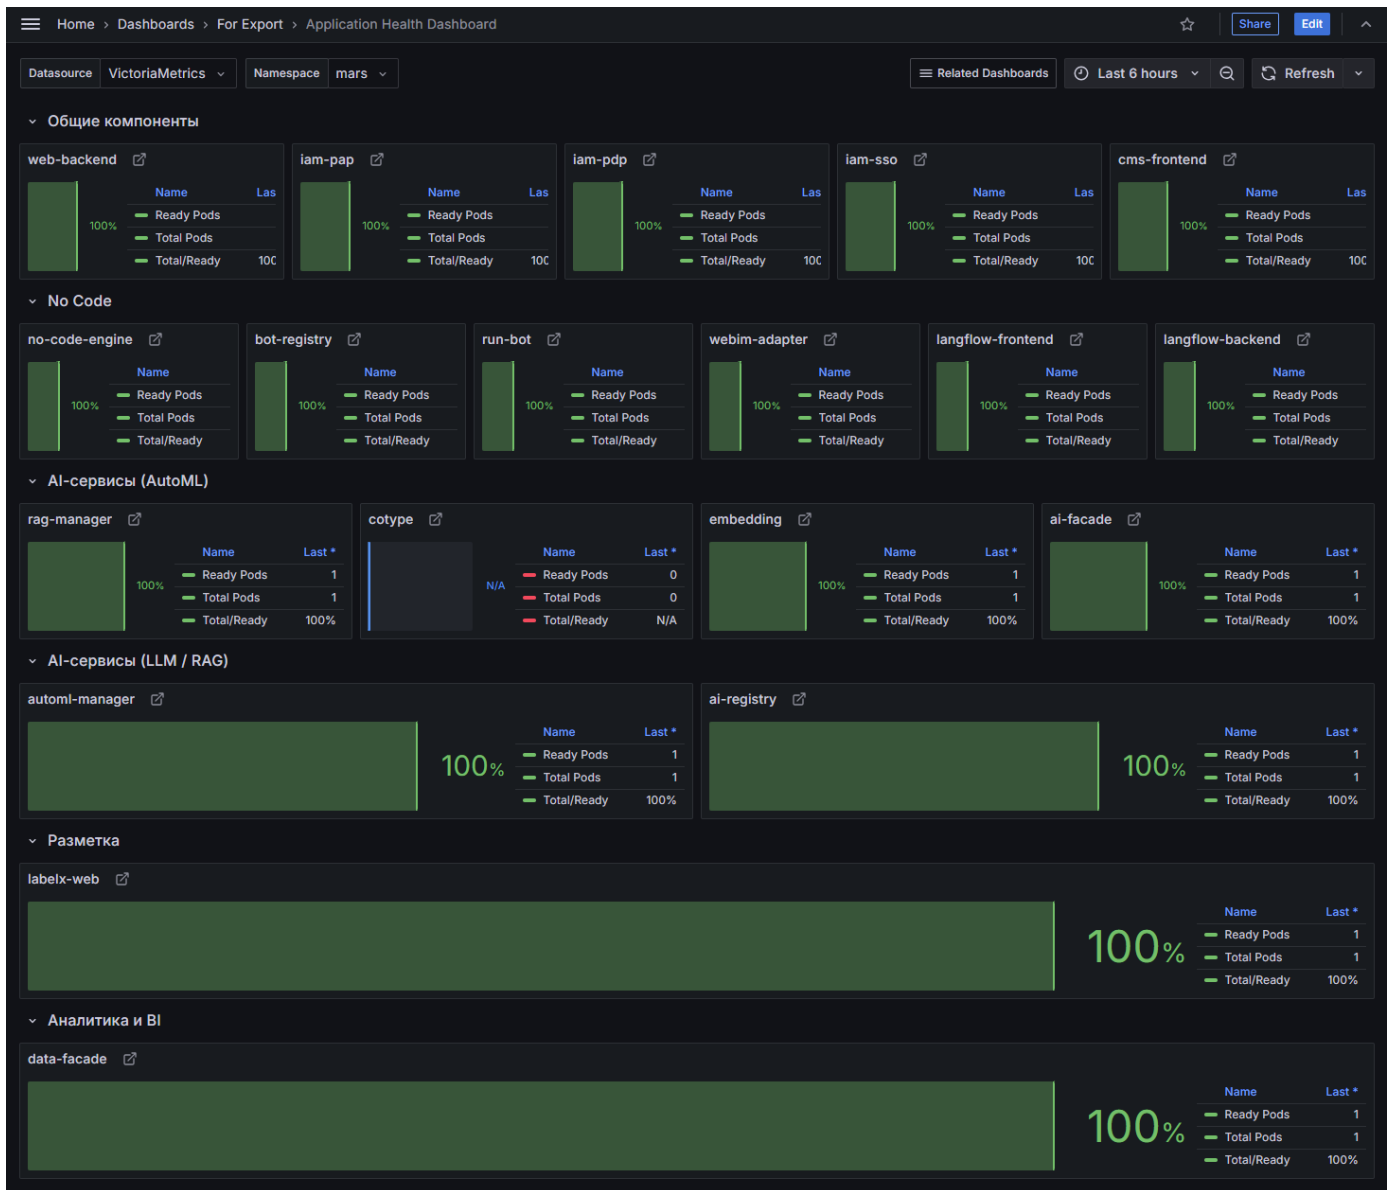 Home › Dashboards › For Export › Application Health Dashboard Share Edit
Datasource VictoriaMetrics Namespace mars Related Dashboards Last 6 hours Refresh
Общие компоненты
web-backend iam-pap iam-pdp iam-sso cms-frontend
Name Las Name Las Name Las Name Las Name Las
Ready Pods Ready Pods Ready Pods Ready Pods Ready Pods
100% 100% 100% 100% 100%
Total Pods Total Pods Total Pods Total Pods Total Pods
Total/Ready 100 Total/Ready 100 Total/Ready 100 Total/Ready 100 Total/Ready 100
No Code
no-code-engine bot-registry run-bot webim-adapter langflow-frontend langflow-backend
Name Name Name Name Name Name
Ready Pods Ready Pods Ready Pods Ready Pods Ready Pods Ready Pods
100% 100% 100% 100% 100% 100%
Total Pods Total Pods Total Pods Total Pods Total Pods Total Pods
Total/Ready Total/Ready Total/Ready Total/Ready Total/Ready Total/Ready
AI-сервисы (AutoML)
rag-manager cotype embedding ai-facade
Name Last * Name Last * Name Last * Name Last *
Ready Pods 1 Ready Pods 0 Ready Pods 1 Ready Pods 1
100% N/A 100% 100%
Total Pods 1 Total Pods 0 Total Pods 1 Total Pods 1
Total/Ready 100% Total/Ready N/A Total/Ready 100% Total/Ready 100%
AI-сервисы (LLM / RAG)
automl-manager ai-registry
Name Last * Name Last *
Ready Pods 1 Ready Pods 1
100% 100%
Total Pods 1 Total Pods 1
Total/Ready 100% Total/Ready 100%
Разметка
labelx-web
Name Last *
Ready Pods 1
100%
Total Pods 1
Total/Ready 100%
Аналитика и BI
data-facade
Name Last *
Ready Pods 1
100%
Total Pods 1
Total/Ready 100%